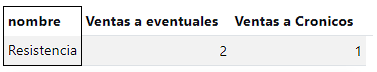 nombre Ventas a eventuales Ventas a Cronicos
Resistencia 2 1